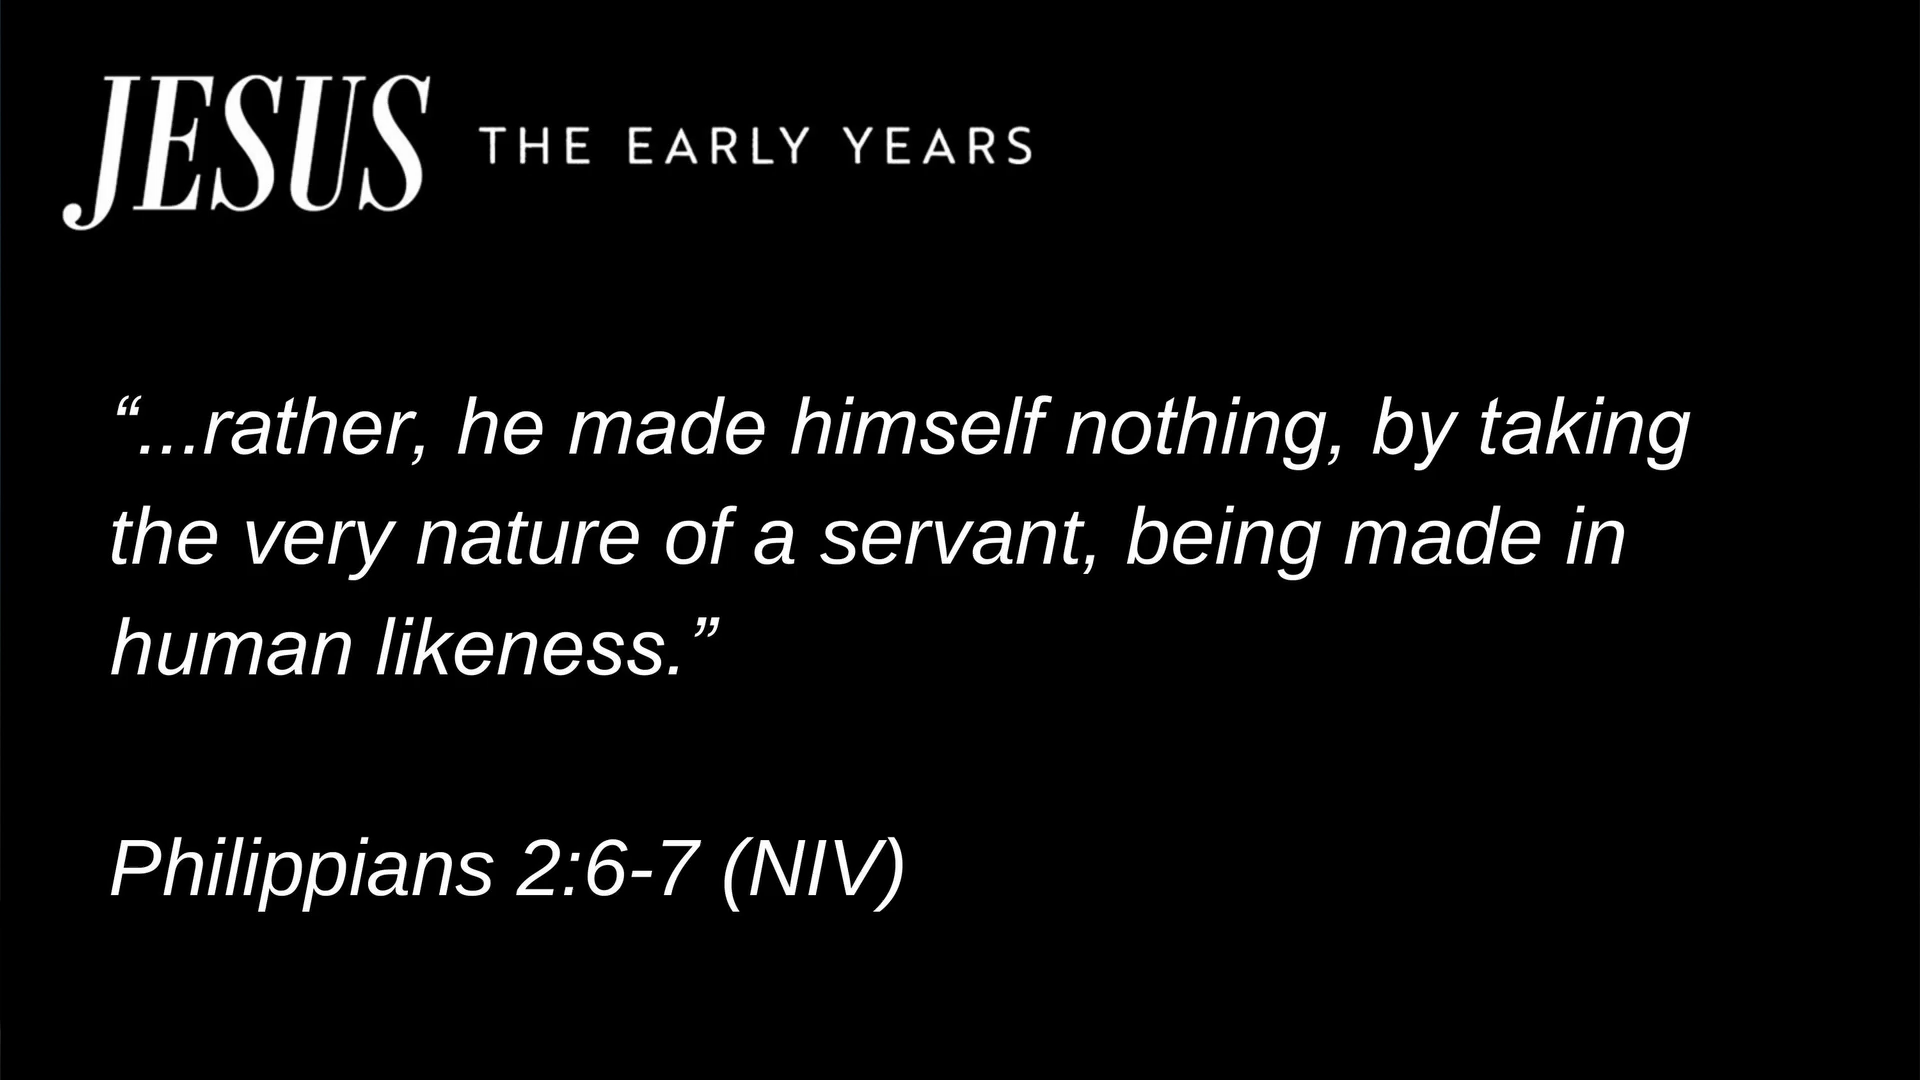 JESUS THE EARLY YEARS
“...rather, he made himself nothing, by taking
the very nature of a servant, being made in
human likeness.”
Philippians 2:6-7 (NIV)